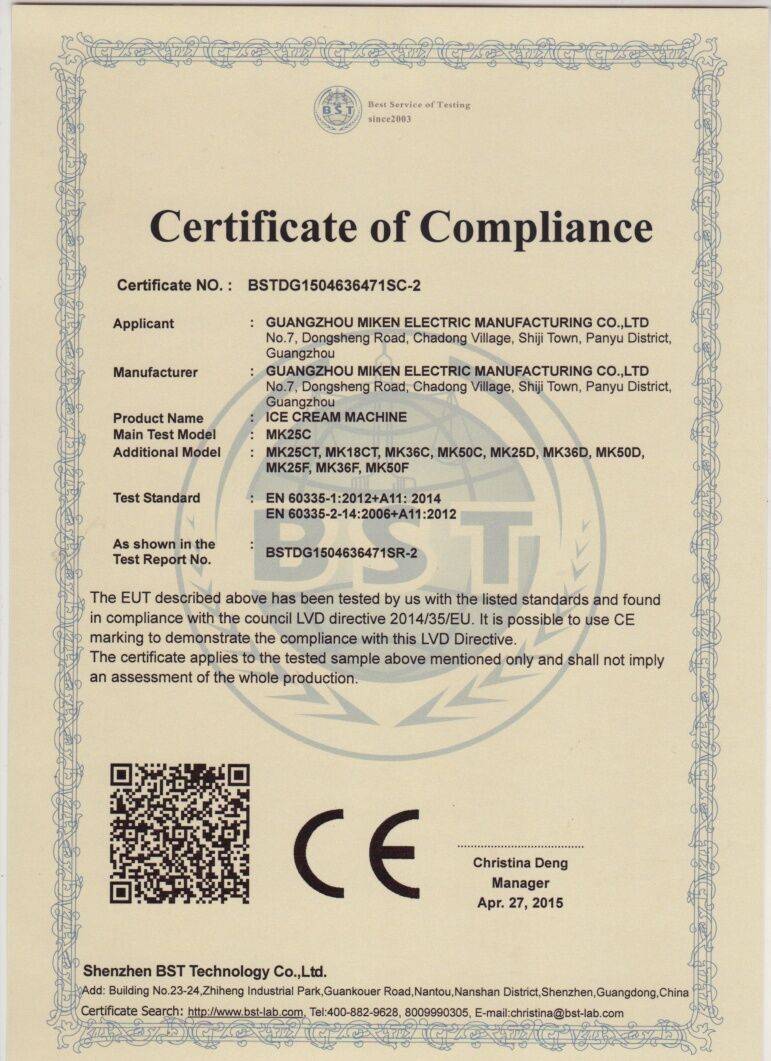 BST
Best Service of Testing
since2003
Certificate of Compliance
Certificate NO. : BSTDG1504636471SC-2
Applicant : GUANGZHOU MIKEN ELECTRIC MANUFACTURING CO.,LTD
No.7, Dongsheng Road, Chadong Village, Shiji Town, Panyu District,
Guangzhou
Manufacturer : GUANGZHOU MIKEN ELECTRIC MANUFACTURING CO.,LTD
No.7, Dongsheng Road, Chadong Village, Shiji Town, Panyu District,
Guangzhou
Product Name : ICE CREAM MACHINE
Main Test Model : MK25C
Additional Model : MK25CT, MK18CT, MK36C, MK50C, MK25D, MK36D, MK50D,
MK25F, MK36F, MK50F
Test Standard : EN 60335-1:2012+A11: 2014
EN 60335-2-14:2006+A11:2012
As shown in the :
Test Report No. BSTDG1504636471SR-2
BST
The EUT described above has been tested by us with the listed standards and found
in compliance with the council LVD directive 2014/35/EU. It is possible to use CE
marking to demonstrate the compliance with this LVD Directive.
The certificate applies to the tested sample above mentioned only and shall not imply
an assessment of the whole production.
CE
Christina Deng
Manager
Apr. 27, 2015
Shenzhen BST Technology Co.,Ltd.
Add: Building No.23-24,Zhiheng Industrial Park,Guankouer Road,Nantou,Nanshan District,Shenzhen,Guangdong,China
Certificate Search: http://www.bst-lab.com, Tel:400-882-9628, 8009990305, E-mail:christina@bst-lab.com